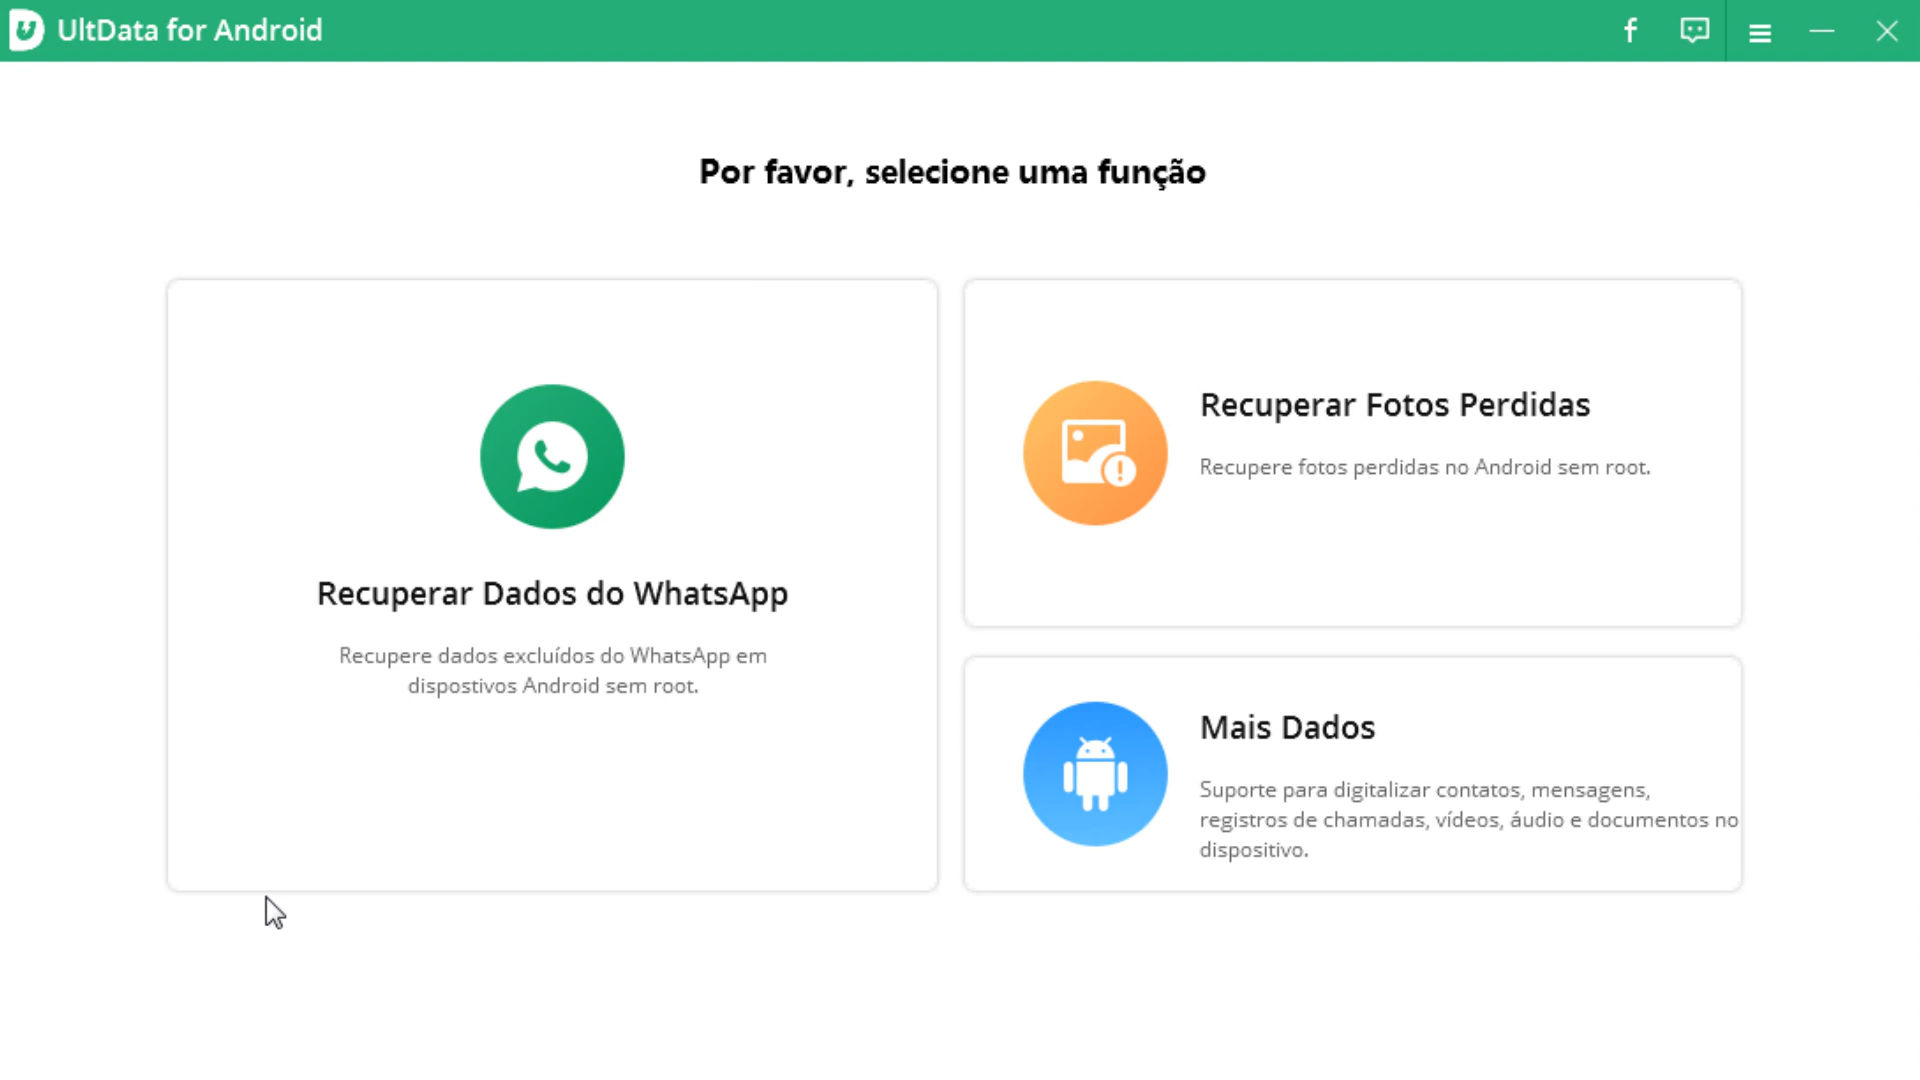 UltData for Android
Por favor, selecione uma função
Recuperar Dados do WhatsApp
Recupere dados excluídos do WhatsApp em
dispostivos Android sem root.
Recuperar Fotos Perdidas
Recupere fotos perdidas no Android sem root.
Mais Dados
Suporte para digitalizar contatos, mensagens,
registros de chamadas, vídeos, áudio e documentos no
dispositivo.